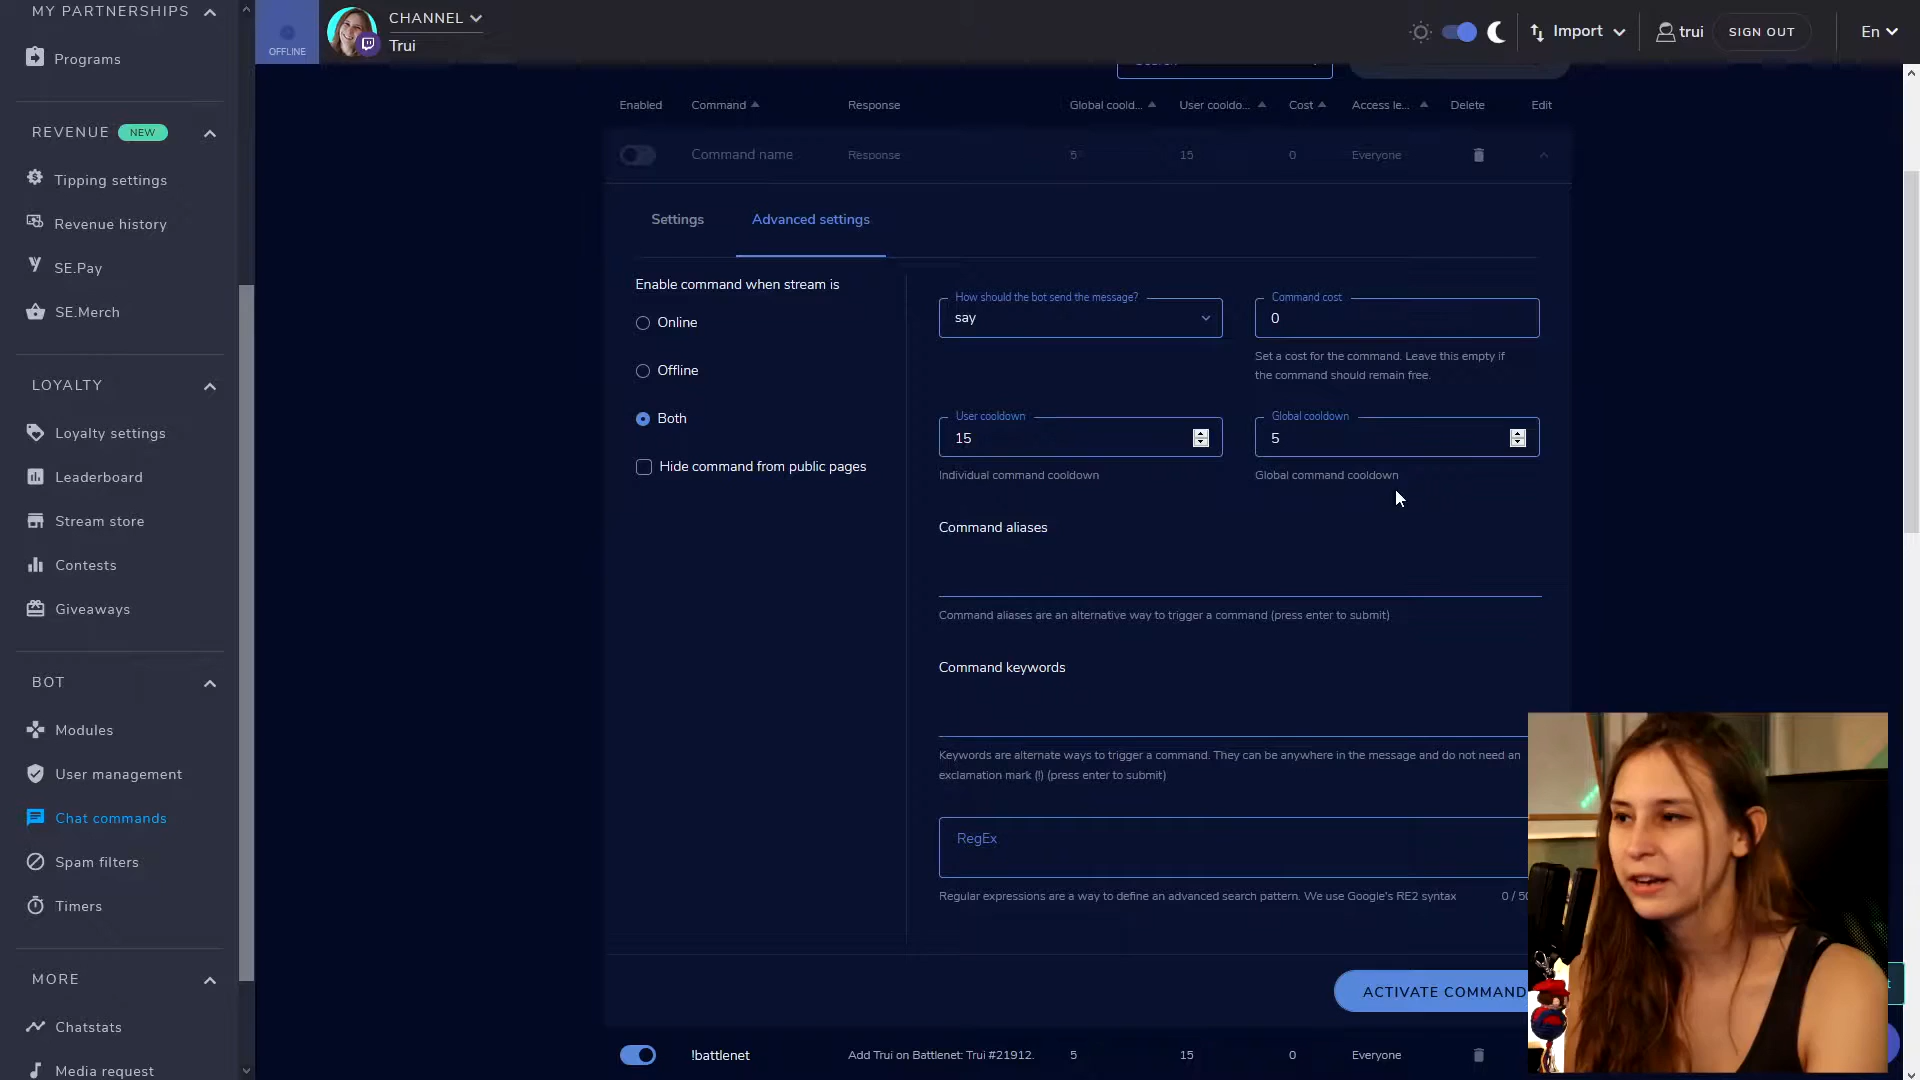 MY PARTNERSHIPS
Programs
REVENUE NEW
Tipping settings
Revenue history
SE.Pay
SE.Merch
LOYALTY
Loyalty settings
Leaderboard
Stream store
Contests
Giveaways
BOT
Modules
User management
Chat commands
Spam filters
Timers
MORE
Chatstats
Media request
OFFLINE
CHANNEL
Trui
Import
trui
SIGN OUT
En
Enabled Command Response Global coold... User cooldo... Cost Access le... Delete Edit
Command name Response 5 15 0 Everyone
Settings Advanced settings
Enable command when stream is
Online
Offline
Both
Hide command from public pages
How should the bot send the message?
say
Command cost
0
Set a cost for the command. Leave this empty if
the command should remain free.
User cooldown
15
Individual command cooldown
Global cooldown
5
Global command cooldown
Command aliases
Command aliases are an alternative way to trigger a command (press enter to submit)
Command keywords
Keywords are alternate ways to trigger a command. They can be anywhere in the message and do not need an
exclamation mark (!) (press enter to submit)
RegEx
Regular expressions are a way to define an advanced search pattern. We use Google's RE2 syntax
ACTIVATE COMMAND
!battlenet Add Trui on Battlenet: Trui #21912. 5 15 0 Everyone